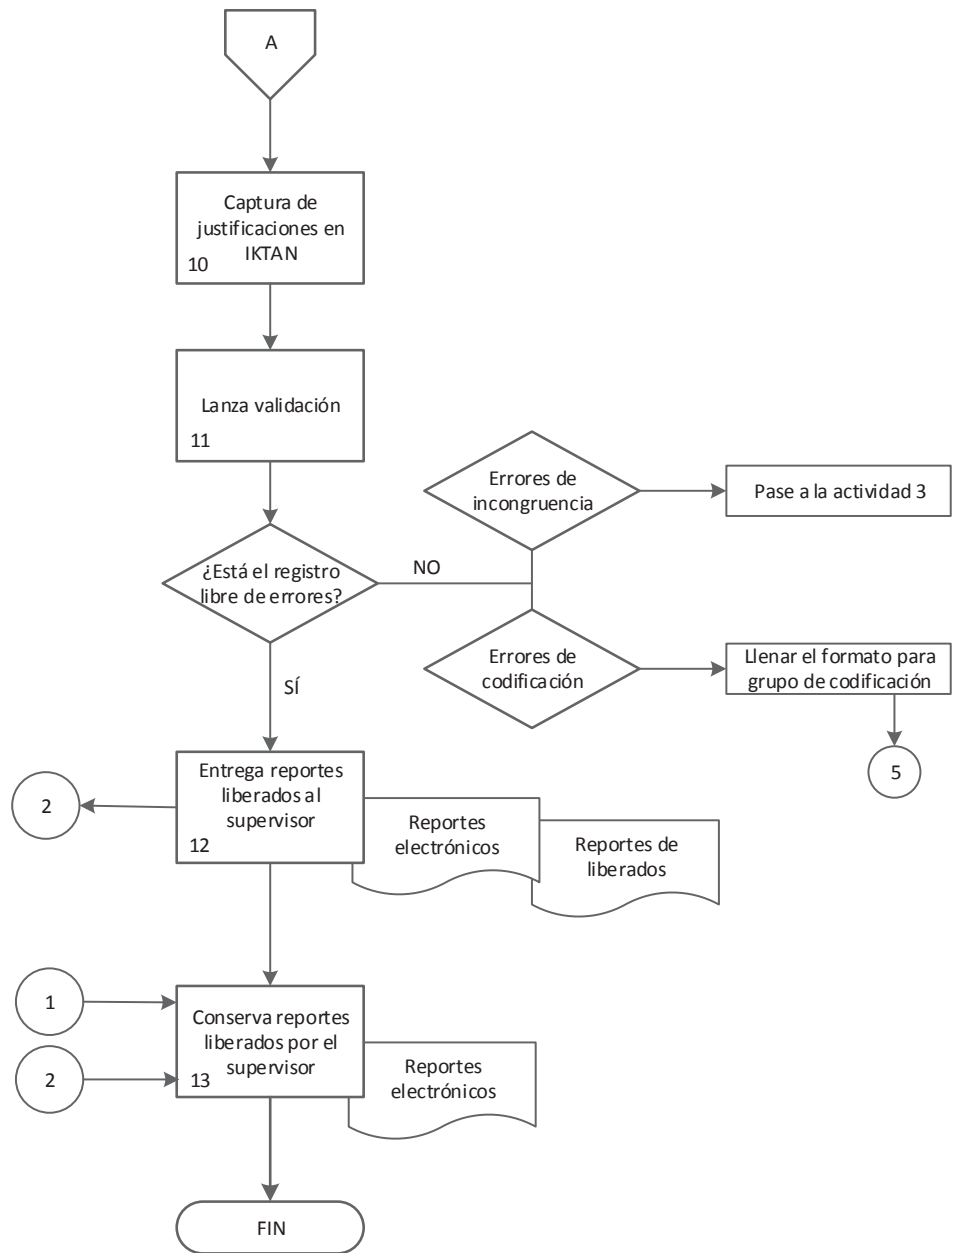 A
Captura de
justificaciones en
IKTAN
10
Lanza validación
11
Errores de
incongruencia
Pase a la actividad 3
¿Está el registro
libre de errores?
NO
Errores de
codificación
Llenar el formato para
grupo de codificación
SÍ
5
Entrega reportes
liberados al
supervisor
12
2
Reportes
electrónicos
Reportes de
liberados
1
Conserva reportes
liberados por el
supervisor
13
2
Reportes
electrónicos
FIN